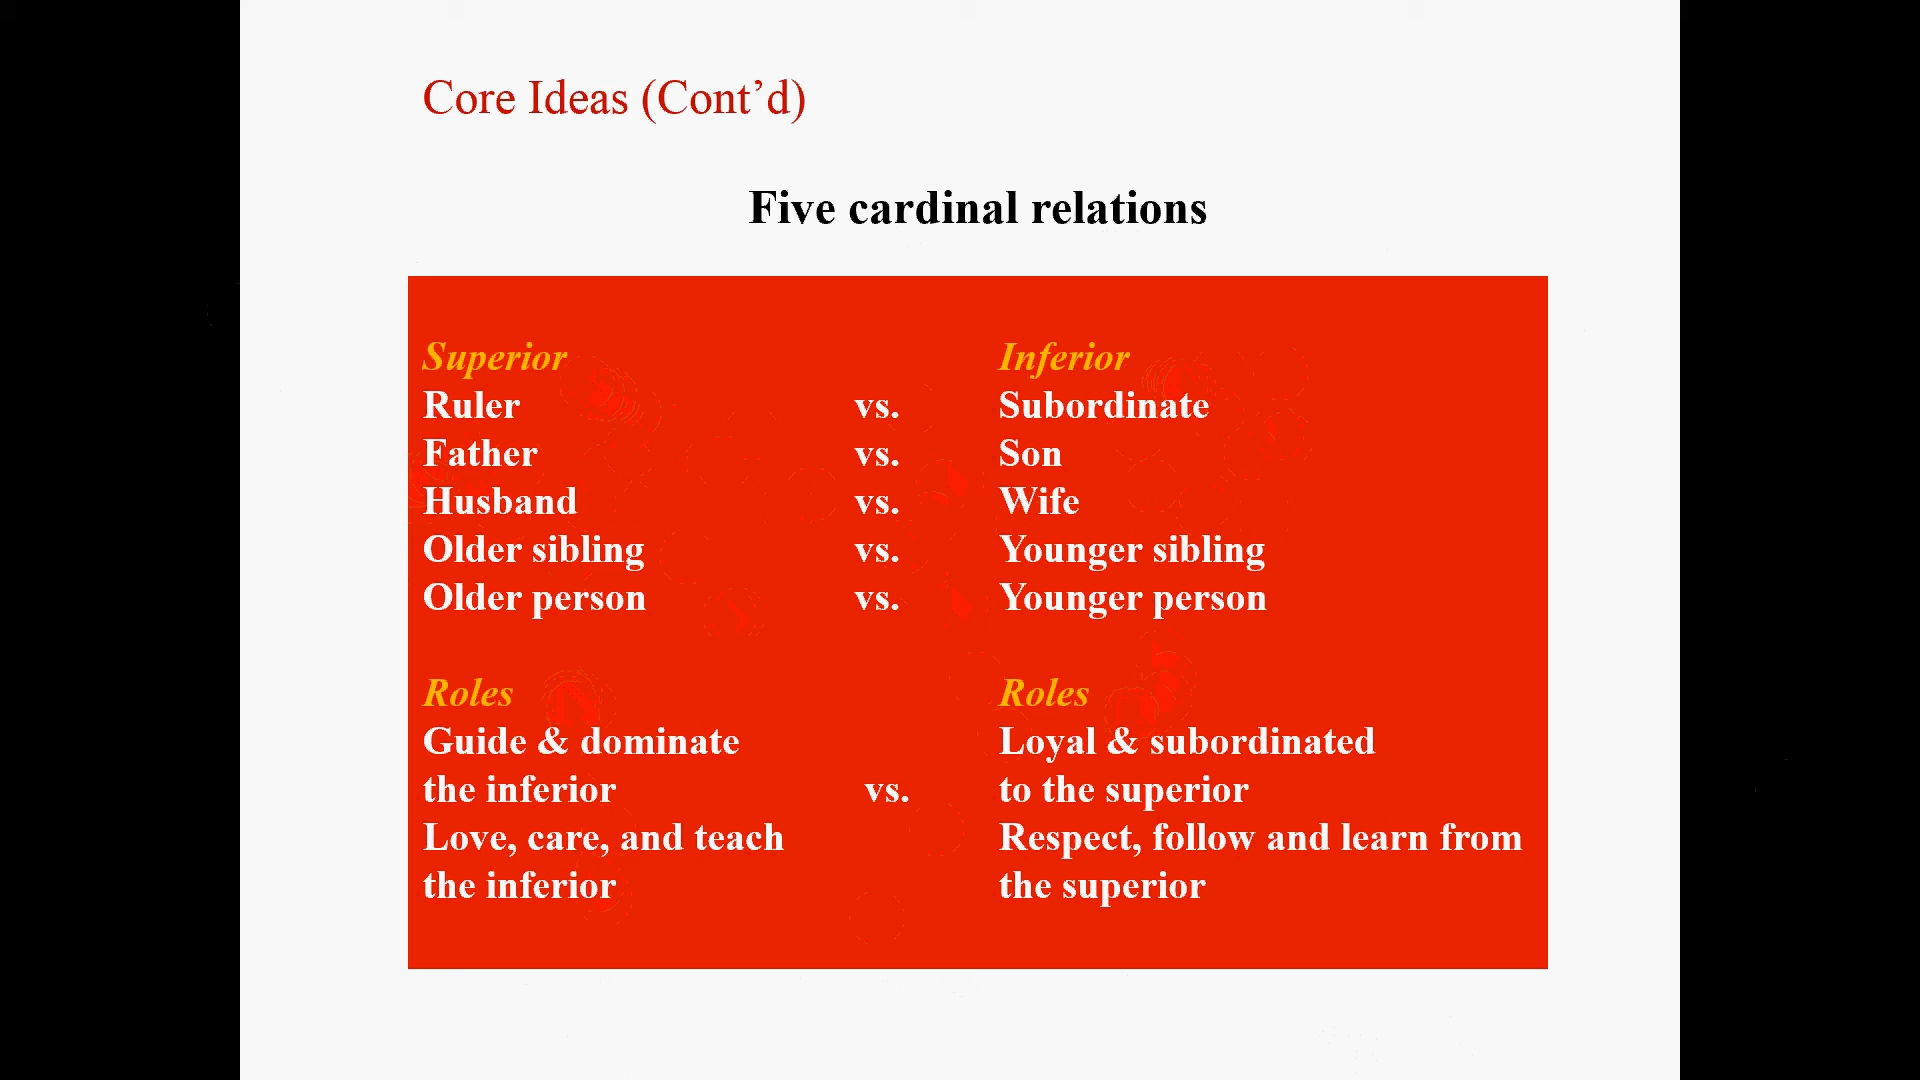 Core Ideas (Cont’d)
Five cardinal relations
Superior Inferior
Ruler vs. Subordinate
Father vs. Son
Husband vs. Wife
Older sibling vs. Younger sibling
Older person vs. Younger person
Roles Roles
Guide & dominate Loyal & subordinated
the inferior vs. to the superior
Love, care, and teach Respect, follow and learn from
the inferior the superior